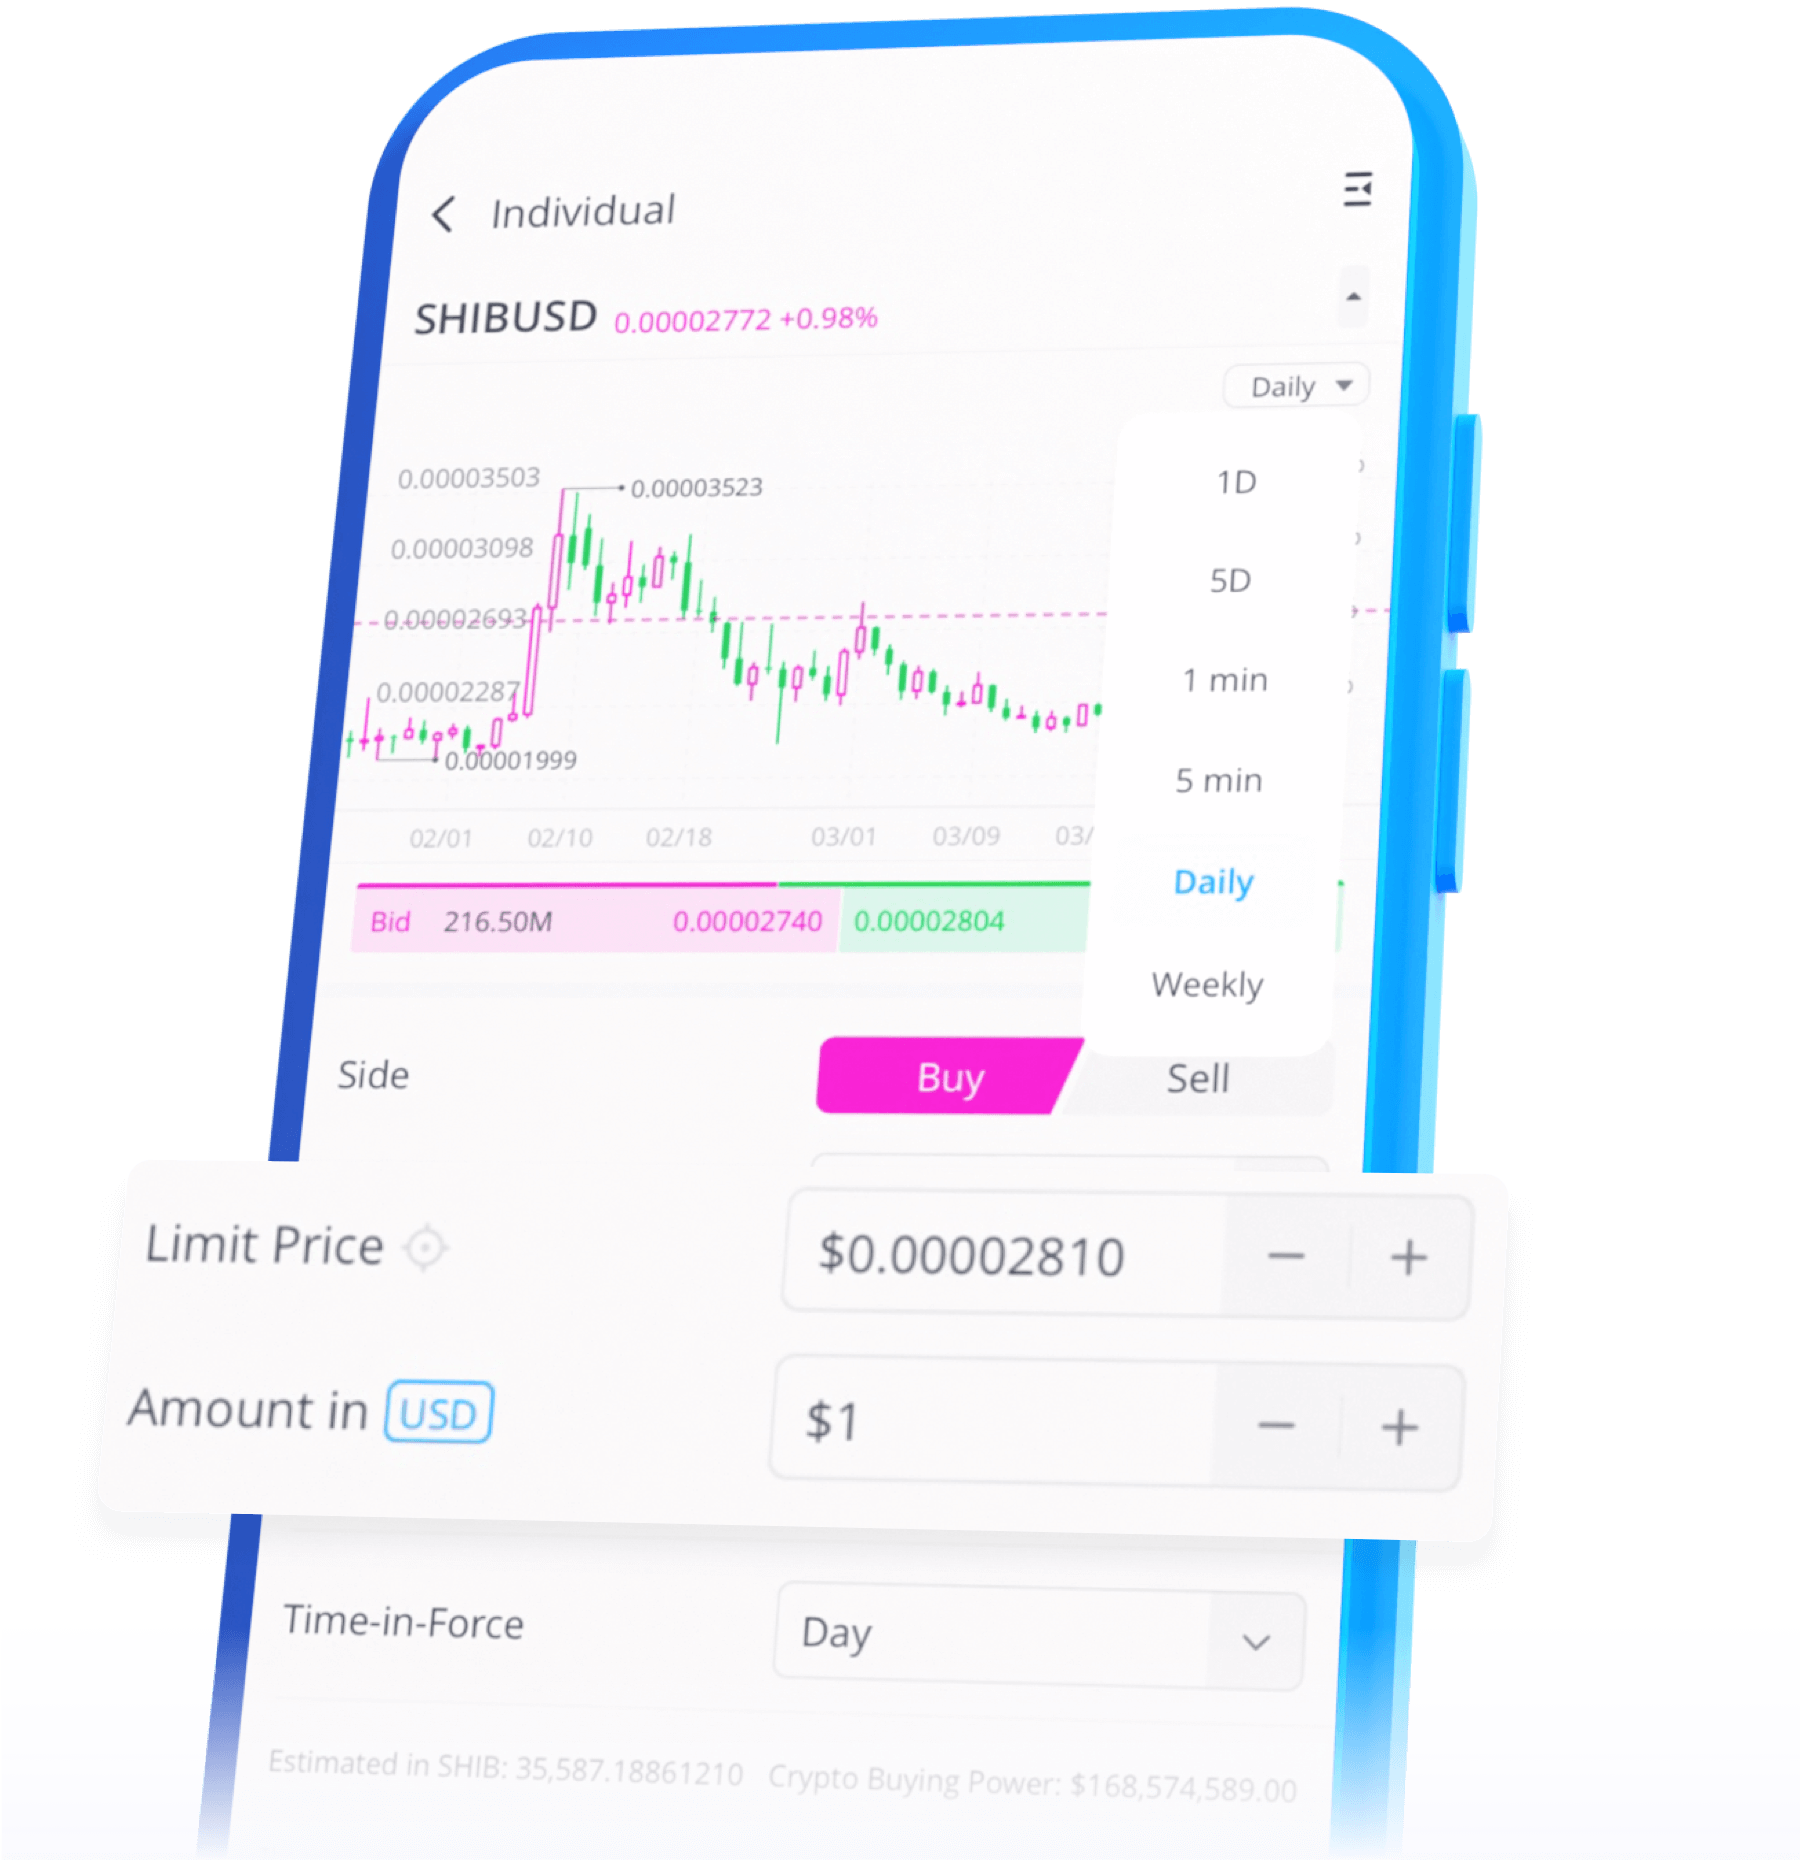 Individual
SHIBUSD 0.00002772 +0.98%
Daily
1D
5D
1 min
5 min
Daily
Weekly
0.00003503
0.00003523
0.00003098
0.00002693
0.00002287
0.00001999
02/01 02/10 02/18 03/01 03/09 03/
Bid 216.50M 0.00002740 0.00002804
Side Buy Sell
Limit Price $0.00002810 − +
Amount in USD $1 − +
Time-in-Force Day
Estimated in SHIB: 35,587.18861210 Crypto Buying Power: $168,574,589.00